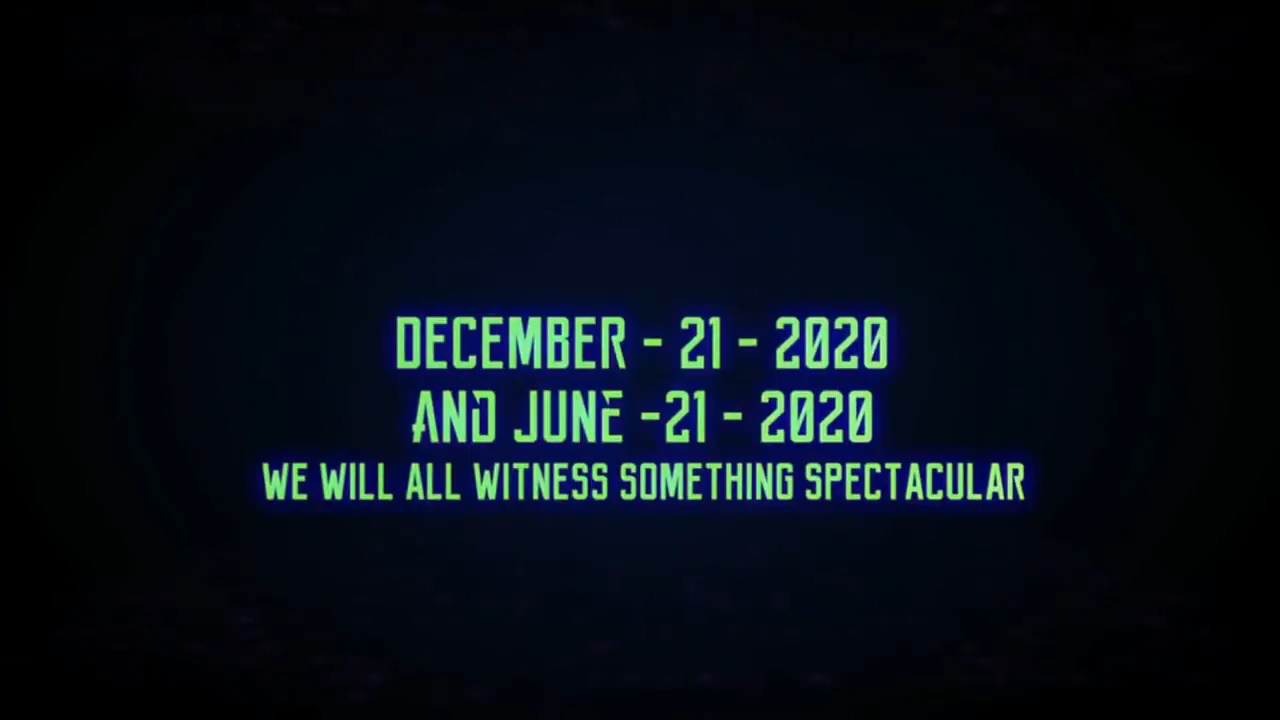 DECEMBER - 21 - 2020
AND JUNE -21 - 2020
WE WILL ALL WITNESS SOMETHING SPECTACULAR